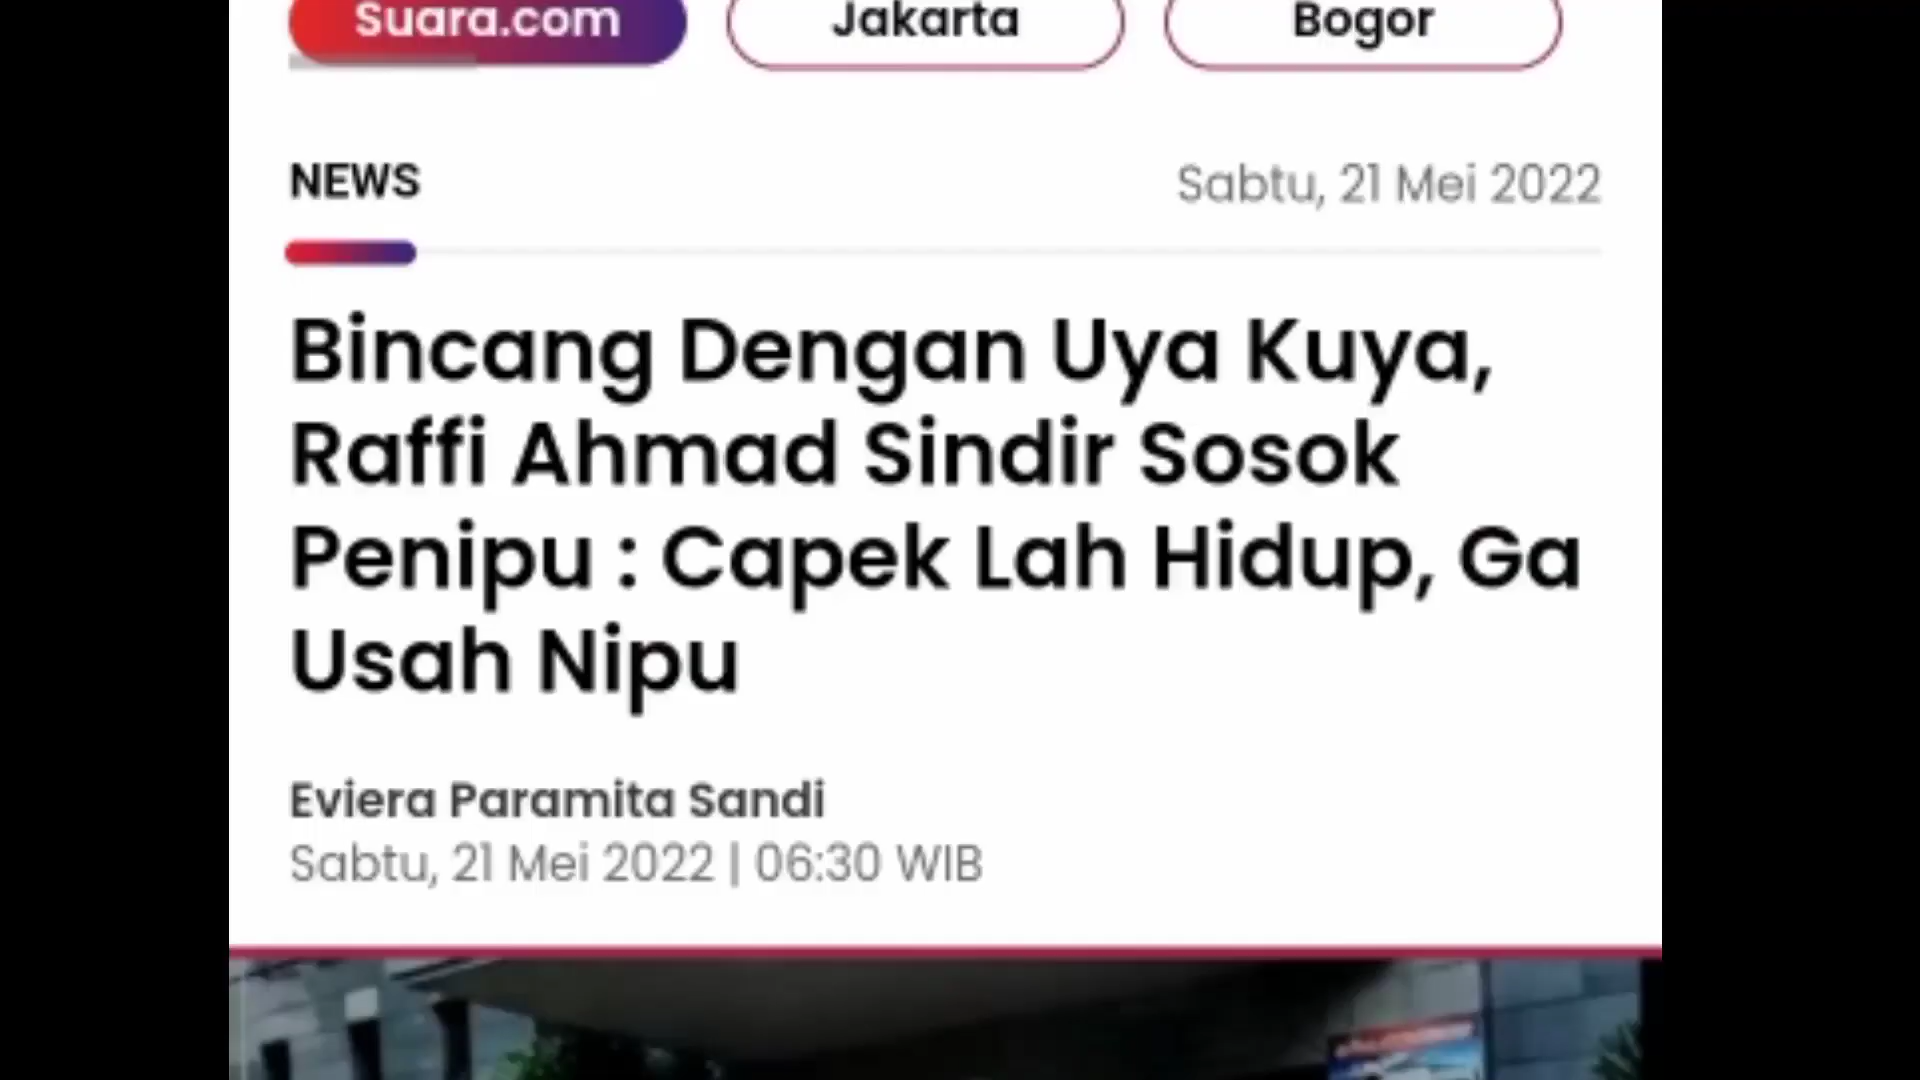 Suara.com Jakarta Bogor
NEWS Sabtu, 21 Mei 2022
Bincang Dengan Uya Kuya,
Raffi Ahmad Sindir Sosok
Penipu : Capek Lah Hidup, Ga
Usah Nipu
Eviera Paramita Sandi
Sabtu, 21 Mei 2022 | 06:30 WIB